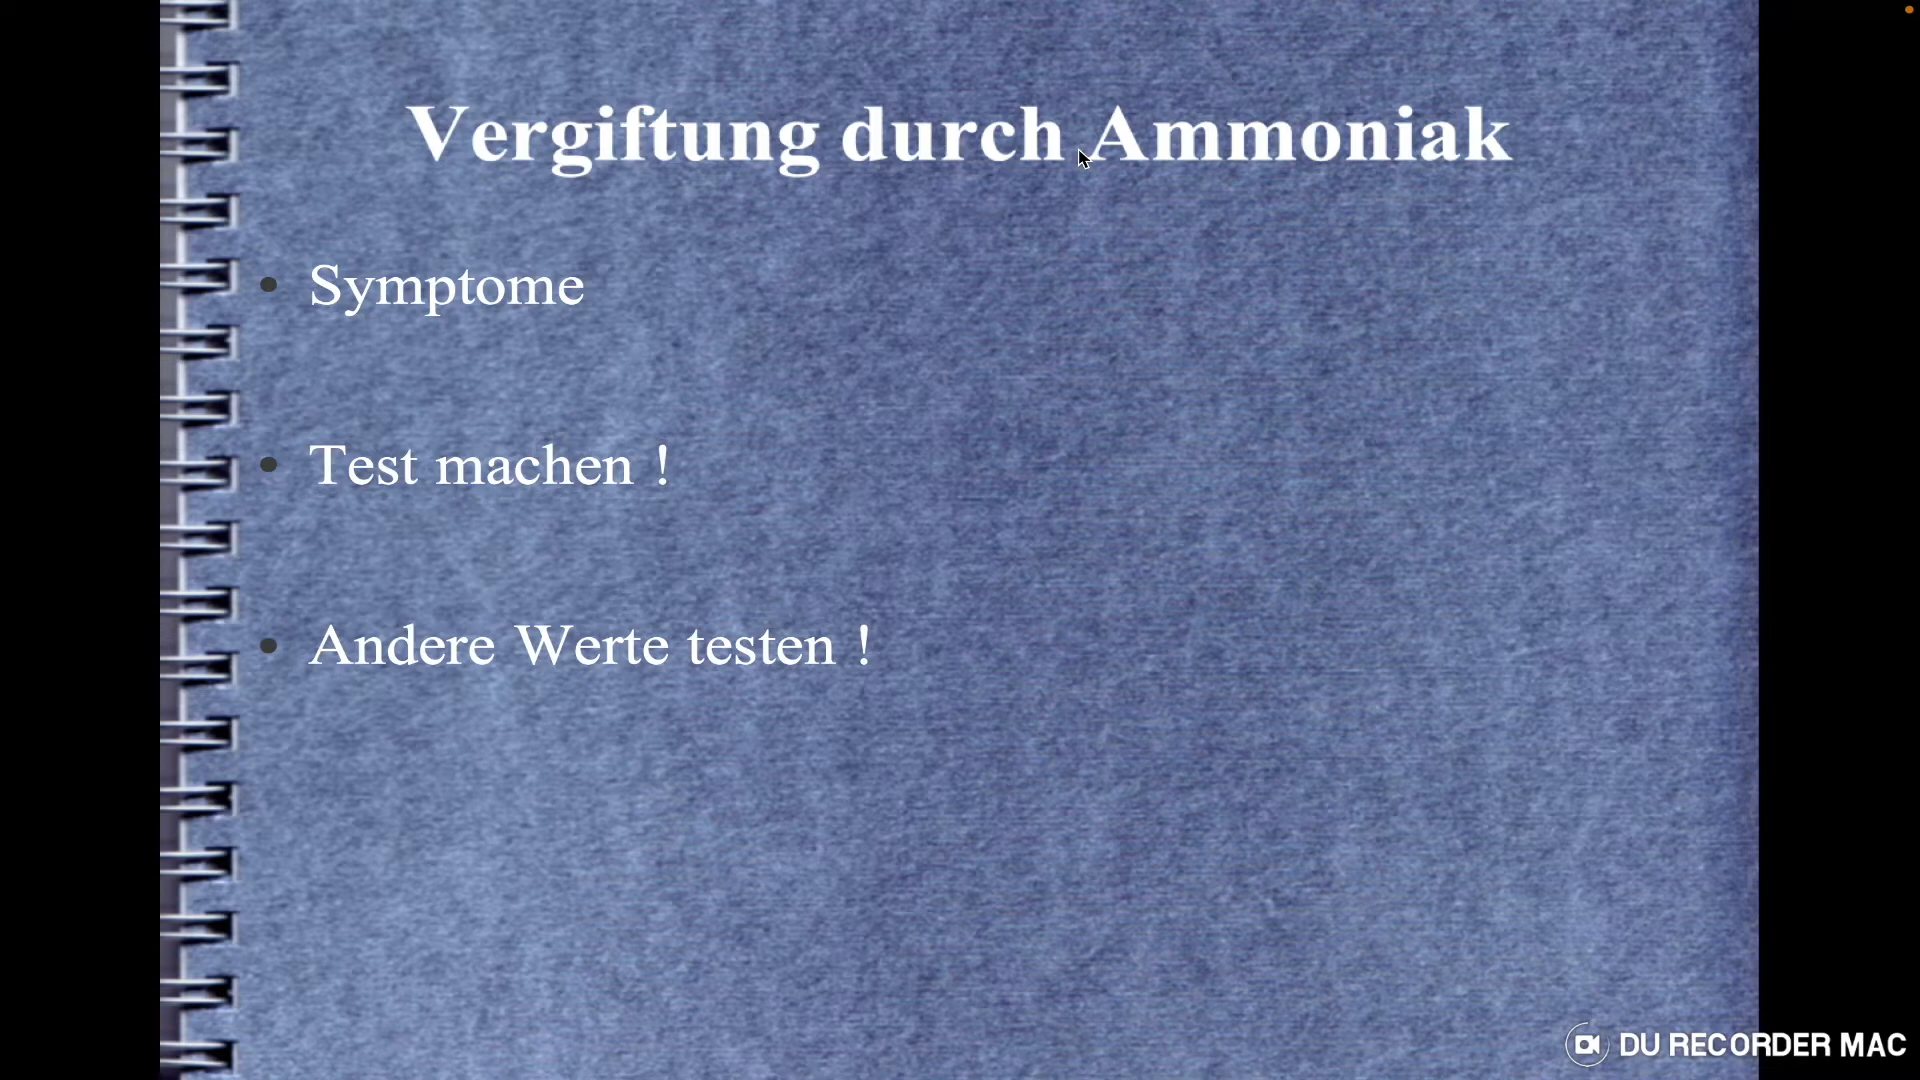 Vergiftung durch Ammoniak
• Symptome
• Test machen !
• Andere Werte testen !
DU RECORDER MAC